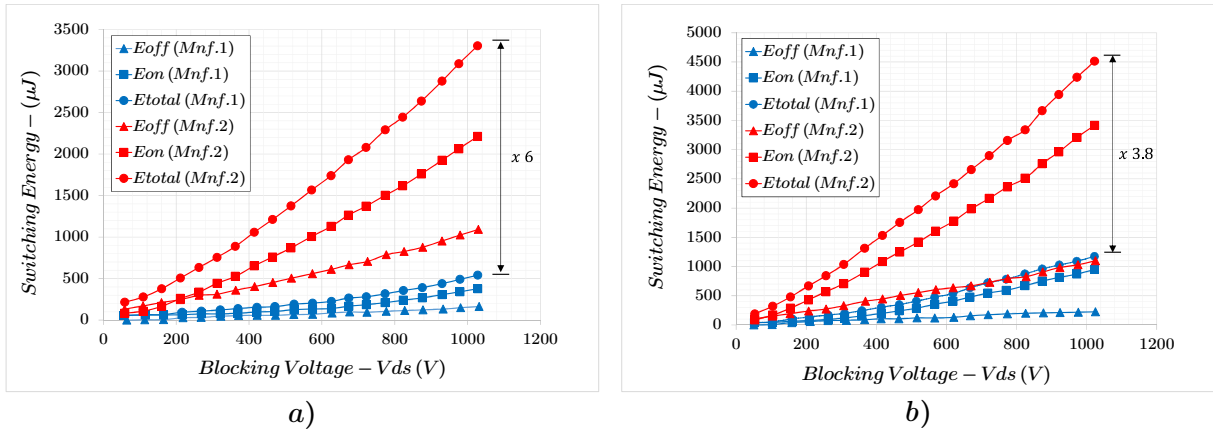 Switching Energy – (μJ)
3500
3000
2500
2000
1500
1000
500
0
Eoff (Mnf.1)
Eon (Mnf.1)
Etotal (Mnf.1)
Eoff (Mnf.2)
Eon (Mnf.2)
Etotal (Mnf.2)
x 6
0 200 400 600 800 1000 1200
Blocking Voltage – Vds (V)
a)
Switching Energy – (μJ)
5000
4500
4000
3500
3000
2500
2000
1500
1000
500
0
Eoff (Mnf.1)
Eon (Mnf.1)
Etotal (Mnf.1)
Eoff (Mnf.2)
Eon (Mnf.2)
Etotal (Mnf.2)
x 3.8
0 200 400 600 800 1000 1200
Blocking Voltage – Vds (V)
b)